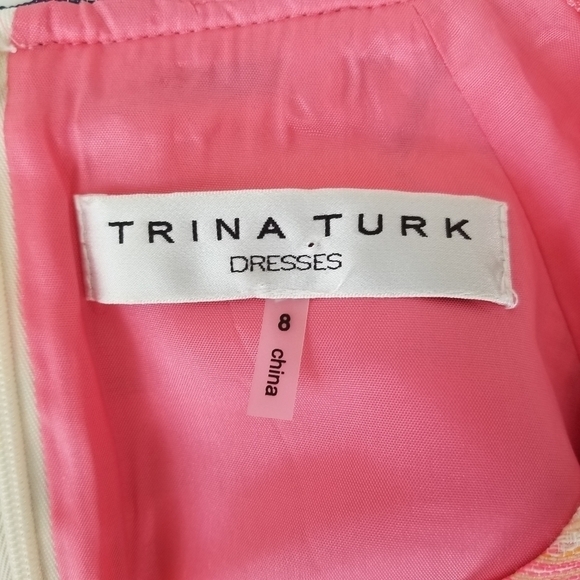 TRINA TURK
DRESSES
8
china